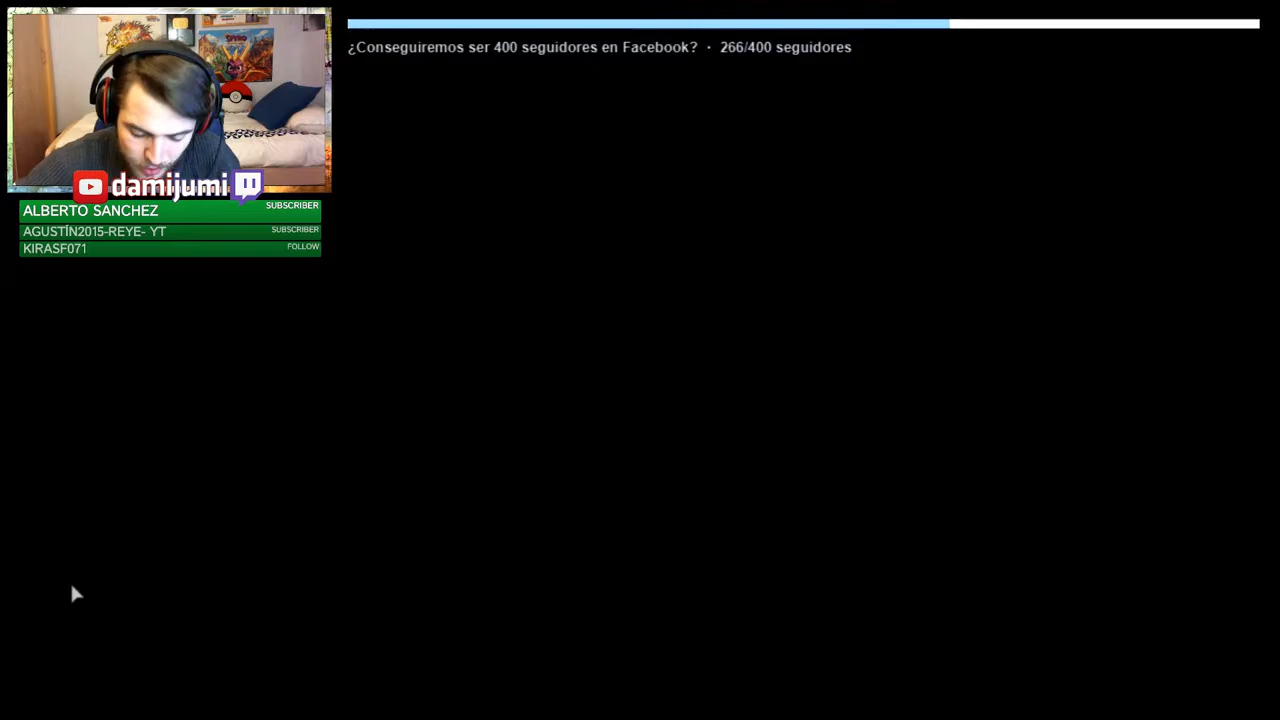 ¿Conseguiremos ser 400 seguidores en Facebook? · 266/400 seguidores
damijumi
ALBERTO SANCHEZ SUBSCRIBER
AGUSTÍN2015-REYE- YT SUBSCRIBER
KIRASF071 FOLLOW